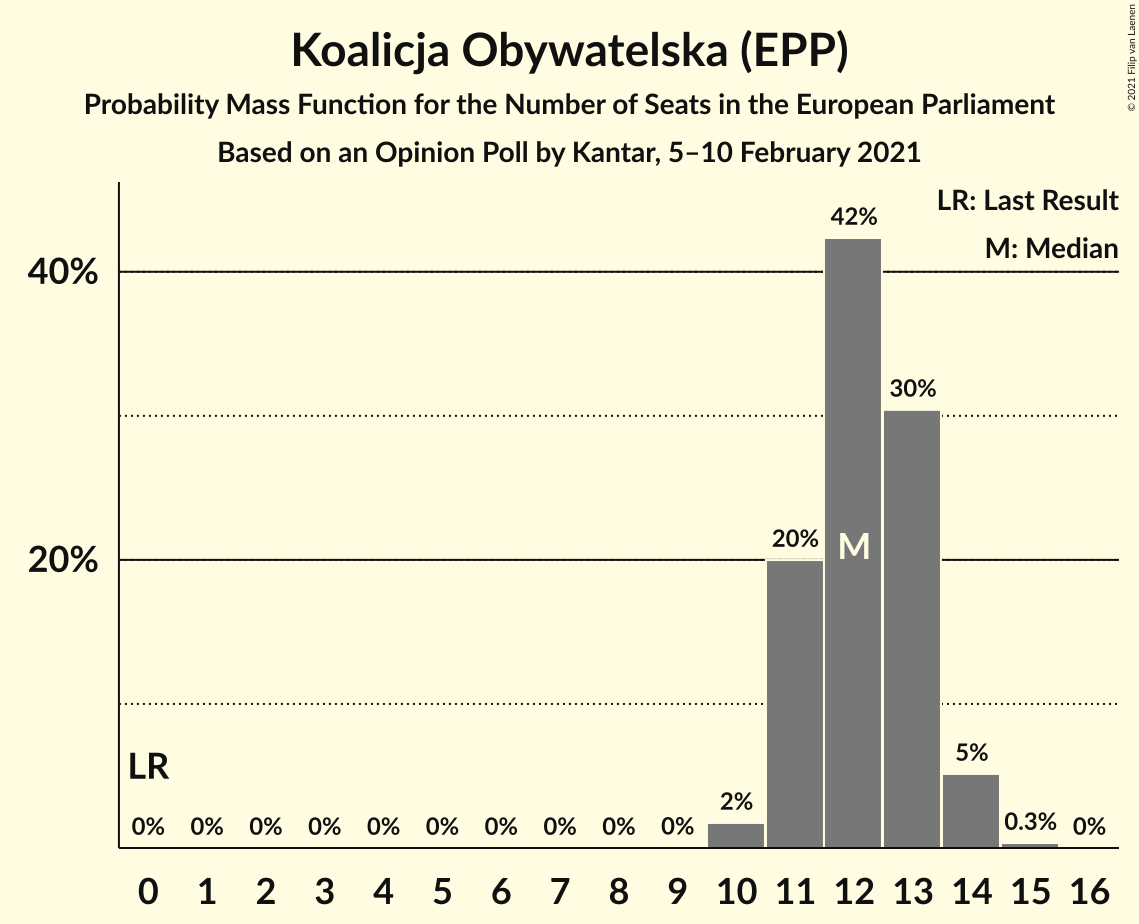 Koalicja Obywatelska (EPP)
Probability Mass Function for the Number of Seats in the European Parliament
Based on an Opinion Poll by Kantar, 5–10 February 2021
© 2021 Filip van Laenen
LR: Last Result
M: Median
42%
40%
30%
20%
20%
M
LR
5%
2%
0% 0% 0% 0% 0% 0% 0% 0% 0% 0% 0.3% 0%
0 1 2 3 4 5 6 7 8 9 10 11 12 13 14 15 16